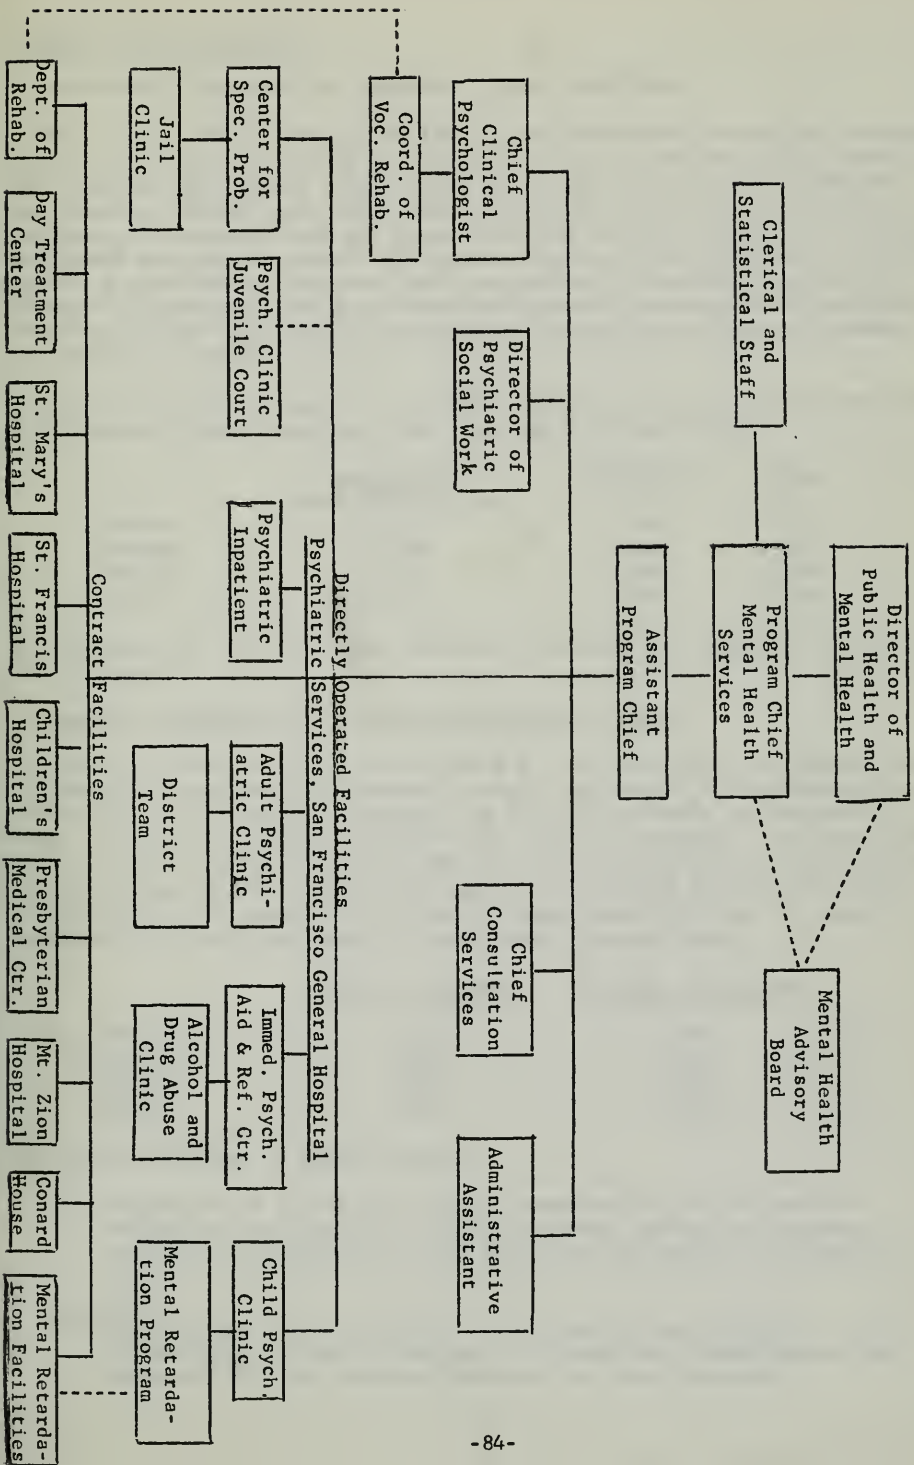 Director of
Public Health and
Mental Health
Mental Health
Advisory
Board
Program Chief
Mental Health
Services
Clerical and
Statistical Staff
Assistant
Program Chief
Chief
Clinical
Psychologist
Director of
Psychiatric
Social Work
Chief
Consultation
Services
Administrative
Assistant
Coord. of
Voc. Rehab.
Directly Operated Facilities
Psychiatric Services, San Francisco General Hospital
Center for
Spec. Prob.
Psych. Clinic
Juvenile Court
Psychiatric
Inpatient
Adult Psychi-
atric Clinic
Immed. Psych.
Aid & Ref. Ctr.
Child Psych.
Clinic
Jail
Clinic
District
Team
Alcohol and
Drug Abuse
Clinic
Mental Retarda-
tion Program
Contract Facilities
Dept. of
Rehab.
Day Treatment
Center
St. Mary's
Hospital
St. Francis
Hospital
Children's
Hospital
Presbyterian
Medical Ctr.
Mt. Zion
Hospital
Conard
House
Mental Retarda-
tion Facilities
-84-